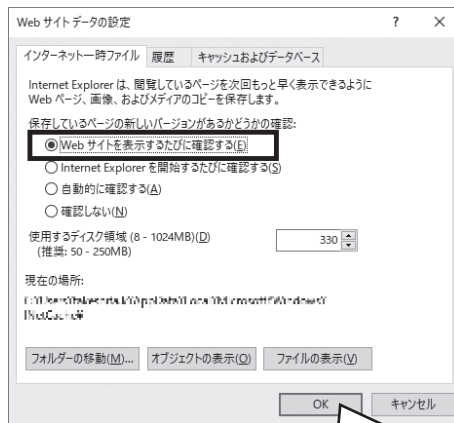 Web サイト データの設定
? ×
インターネット一時ファイル 履歴 キャッシュおよびデータベース
Internet Explorer は、閲覧しているページを次回もっと早く表示できるように
Web ページ、画像、およびメディアのコピーを保存します。
保存しているページの新しいバージョンがあるかどうかの確認:
Web サイトを表示するたびに確認する(E)
Internet Explorer を開始するたびに確認する(S)
自動的に確認する(A)
確認しない(N)
使用するディスク領域 (8 - 1024MB)(D) 330
(推奨: 50 - 250MB)
現在の場所:
フォルダーの移動(M)... オブジェクトの表示(O) ファイルの表示(V)
OK キャンセル